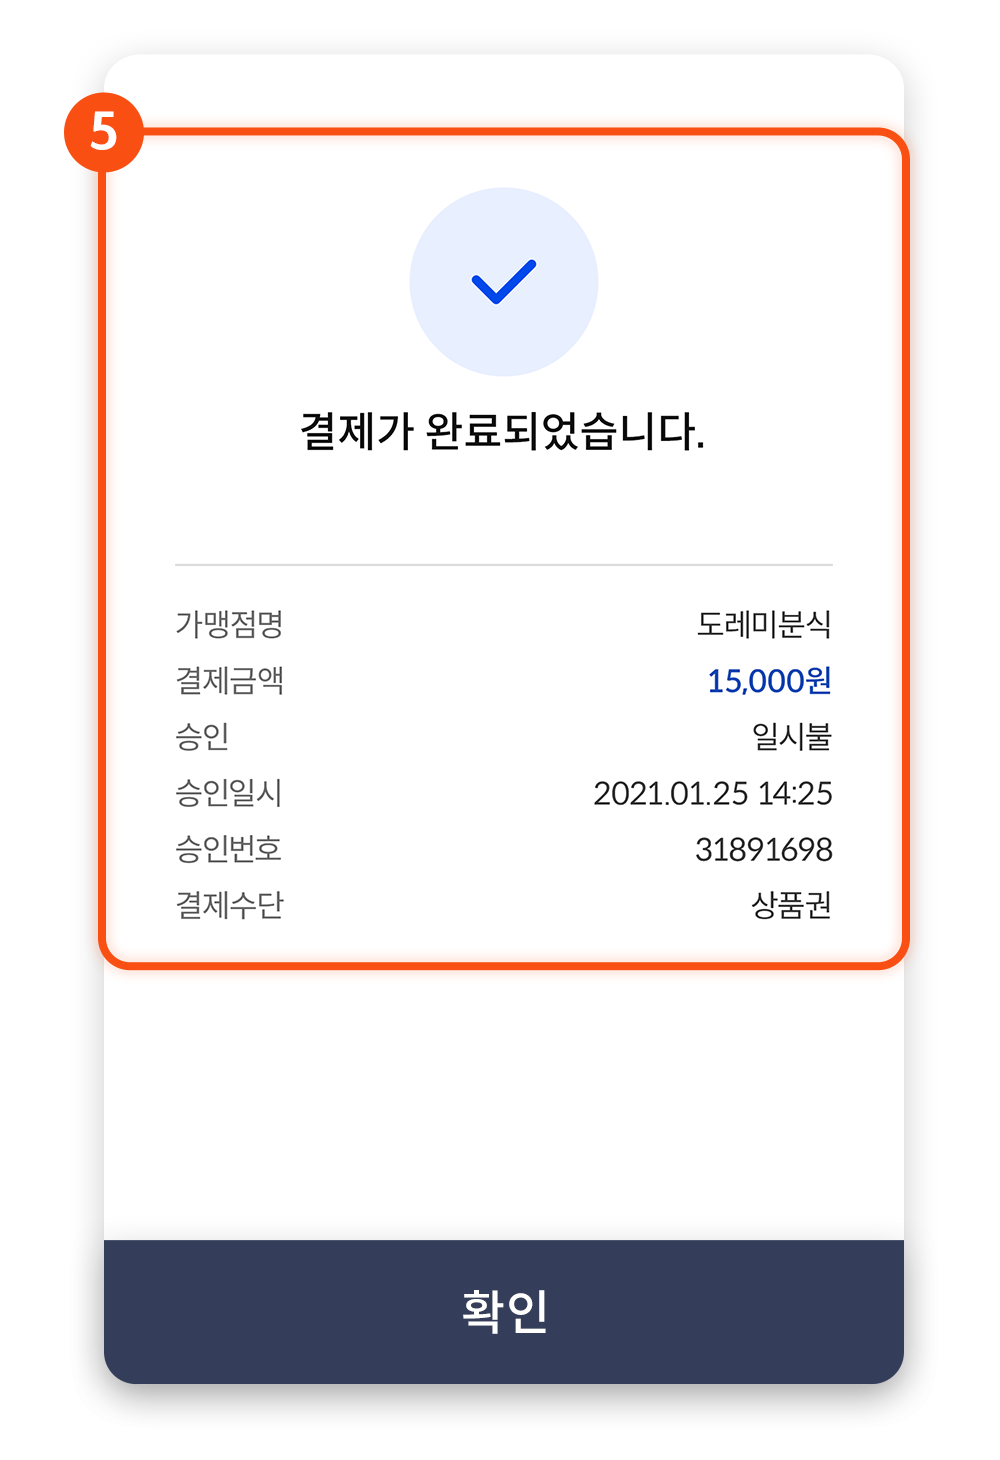 5
결제가 완료되었습니다.
가맹점명 도레미분식
결제금액 15,000원
승인 일시불
승인일시 2021.01.25 14:25
승인번호 31891698
결제수단 상품권
확인